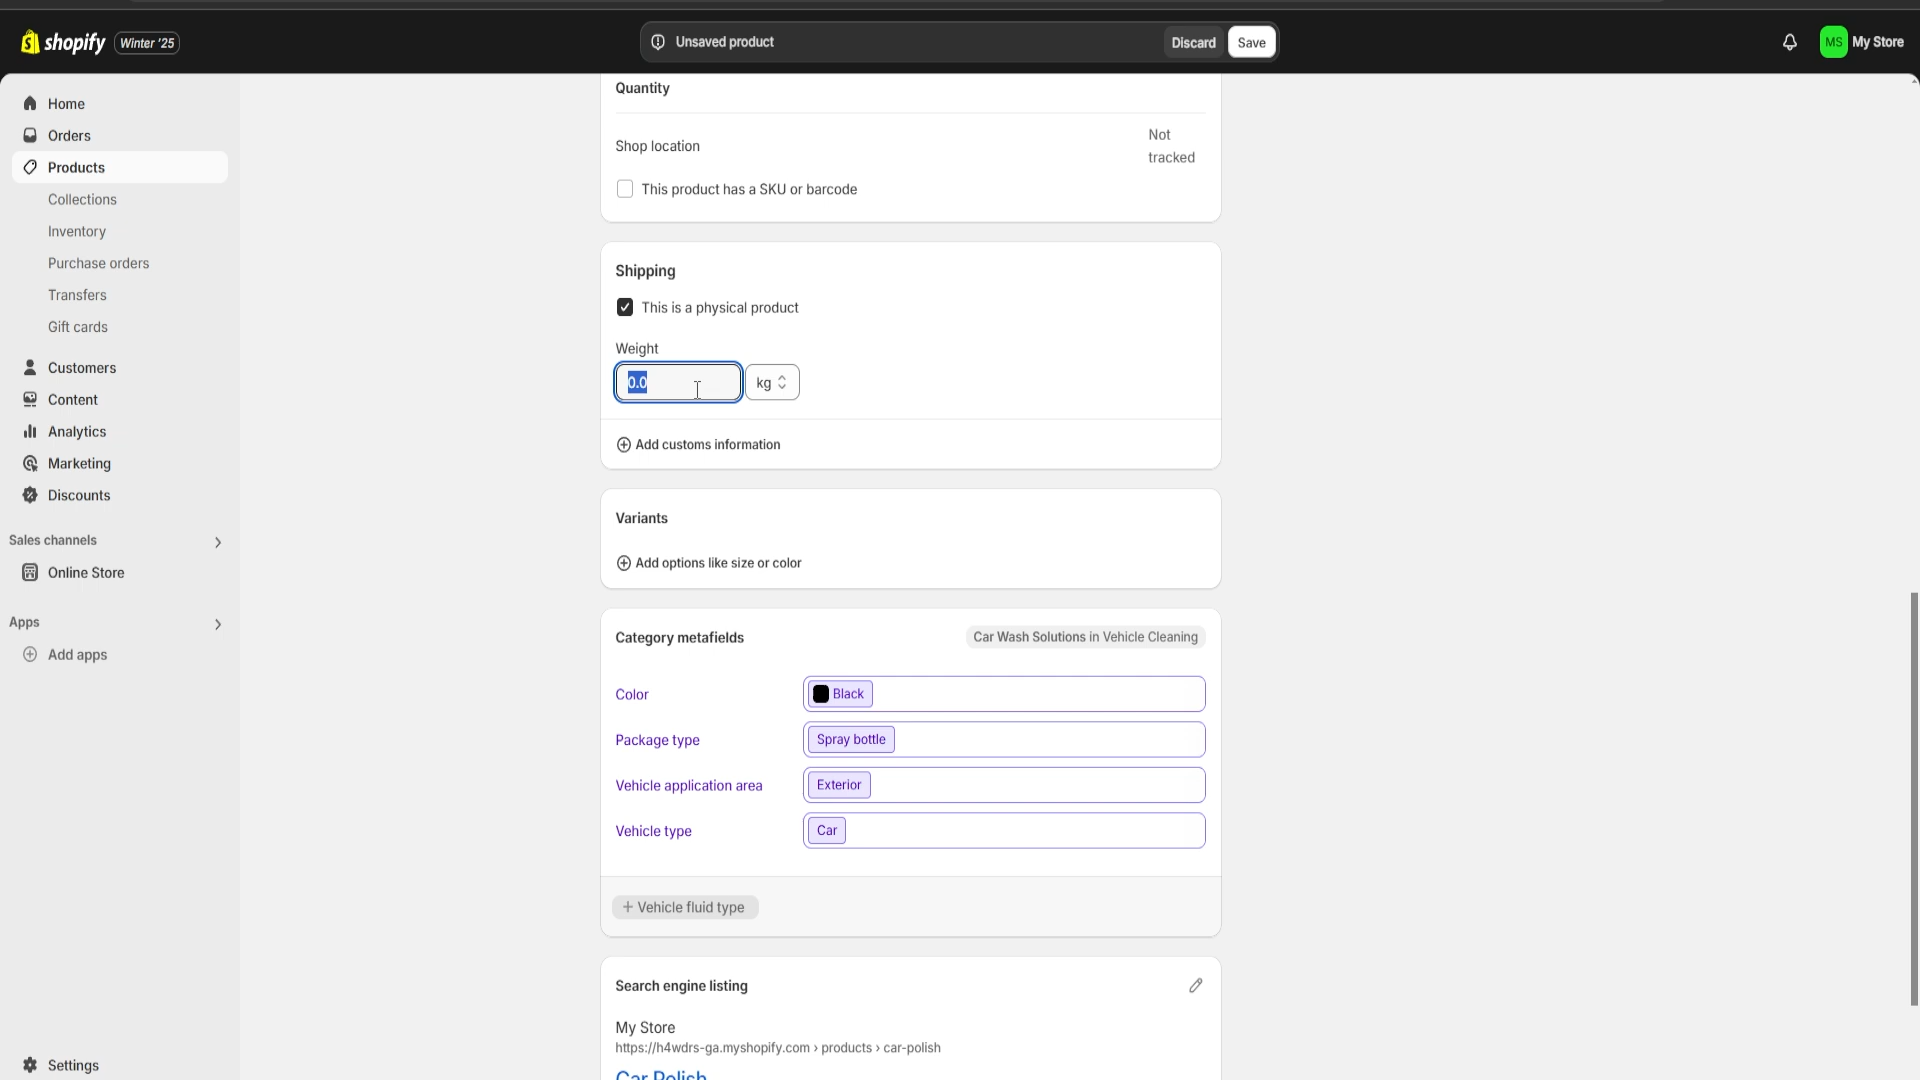 shopify Winter '25
Unsaved product
Discard
Save
MS
My Store
Home
Orders
Products
Collections
Inventory
Purchase orders
Transfers
Gift cards
Customers
Content
Analytics
Marketing
Discounts
Sales channels
Online Store
Apps
Add apps
Settings
Quantity
Shop location
Not
tracked
This product has a SKU or barcode
Shipping
This is a physical product
Weight
0.0
kg
Add customs information
Variants
Add options like size or color
Category metafields
Car Wash Solutions in Vehicle Cleaning
Color
Black
Package type
Spray bottle
Vehicle application area
Exterior
Vehicle type
Car
+ Vehicle fluid type
Search engine listing
My Store
https://h4wdrs-ga.myshopify.com › products › car-polish
Car Polish